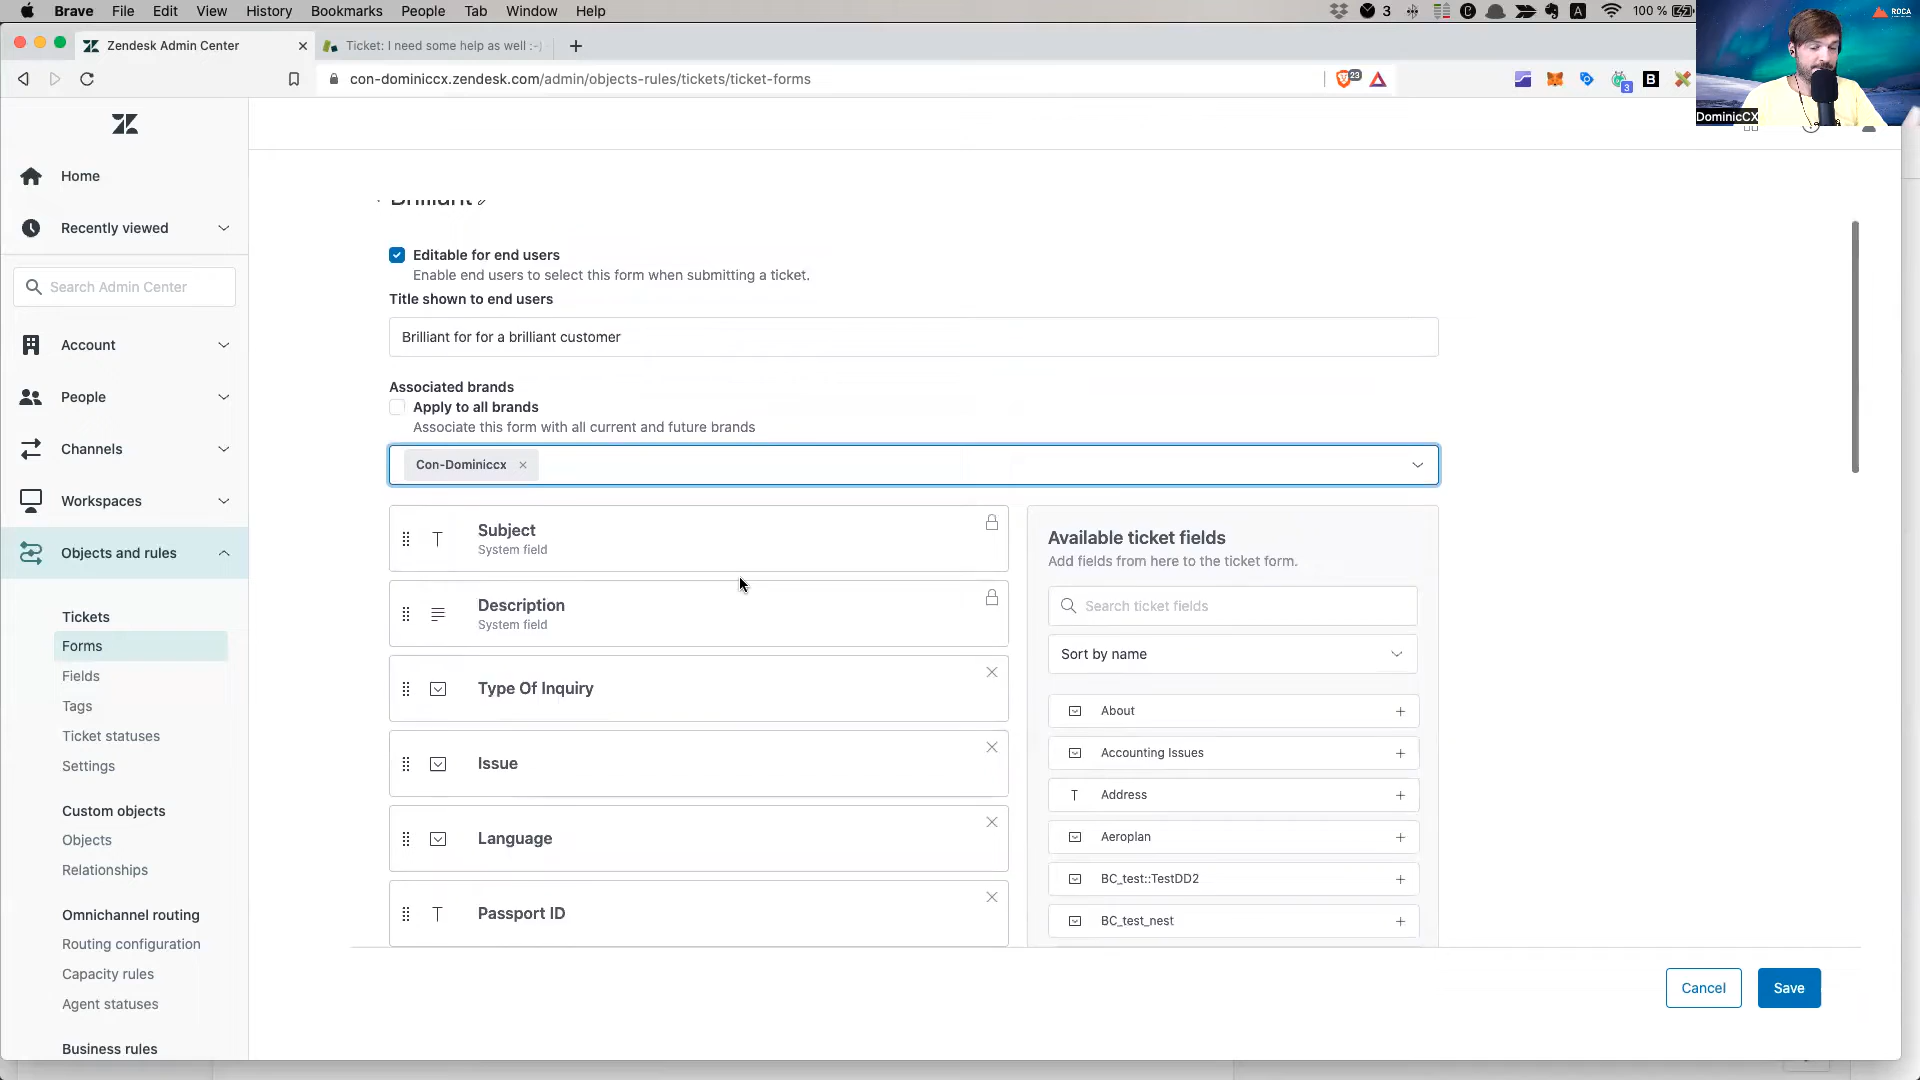 Brave File Edit View History Bookmarks People Tab Window Help 3 A 100 % ROCA
Zendesk Admin Center
Ticket: I need some help as well :-)
con-dominiccx.zendesk.com/admin/objects-rules/tickets/ticket-forms
23
3
B
DominicCX
Home
Recently viewed
Search Admin Center
Account
People
Channels
Workspaces
Objects and rules
Tickets
Forms
Fields
Tags
Ticket statuses
Settings
Custom objects
Objects
Relationships
Omnichannel routing
Routing configuration
Capacity rules
Agent statuses
Business rules
Brilliant
Editable for end users
Enable end users to select this form when submitting a ticket.
Title shown to end users
Brilliant for for a brilliant customer
Associated brands
Apply to all brands
Associate this form with all current and future brands
Con-Dominiccx
Subject
System field
Description
System field
Type Of Inquiry
Issue
Language
Passport ID
Available ticket fields
Add fields from here to the ticket form.
Search ticket fields
Sort by name
About
Accounting Issues
Address
Aeroplan
BC_test::TestDD2
BC_test_nest
Cancel
Save